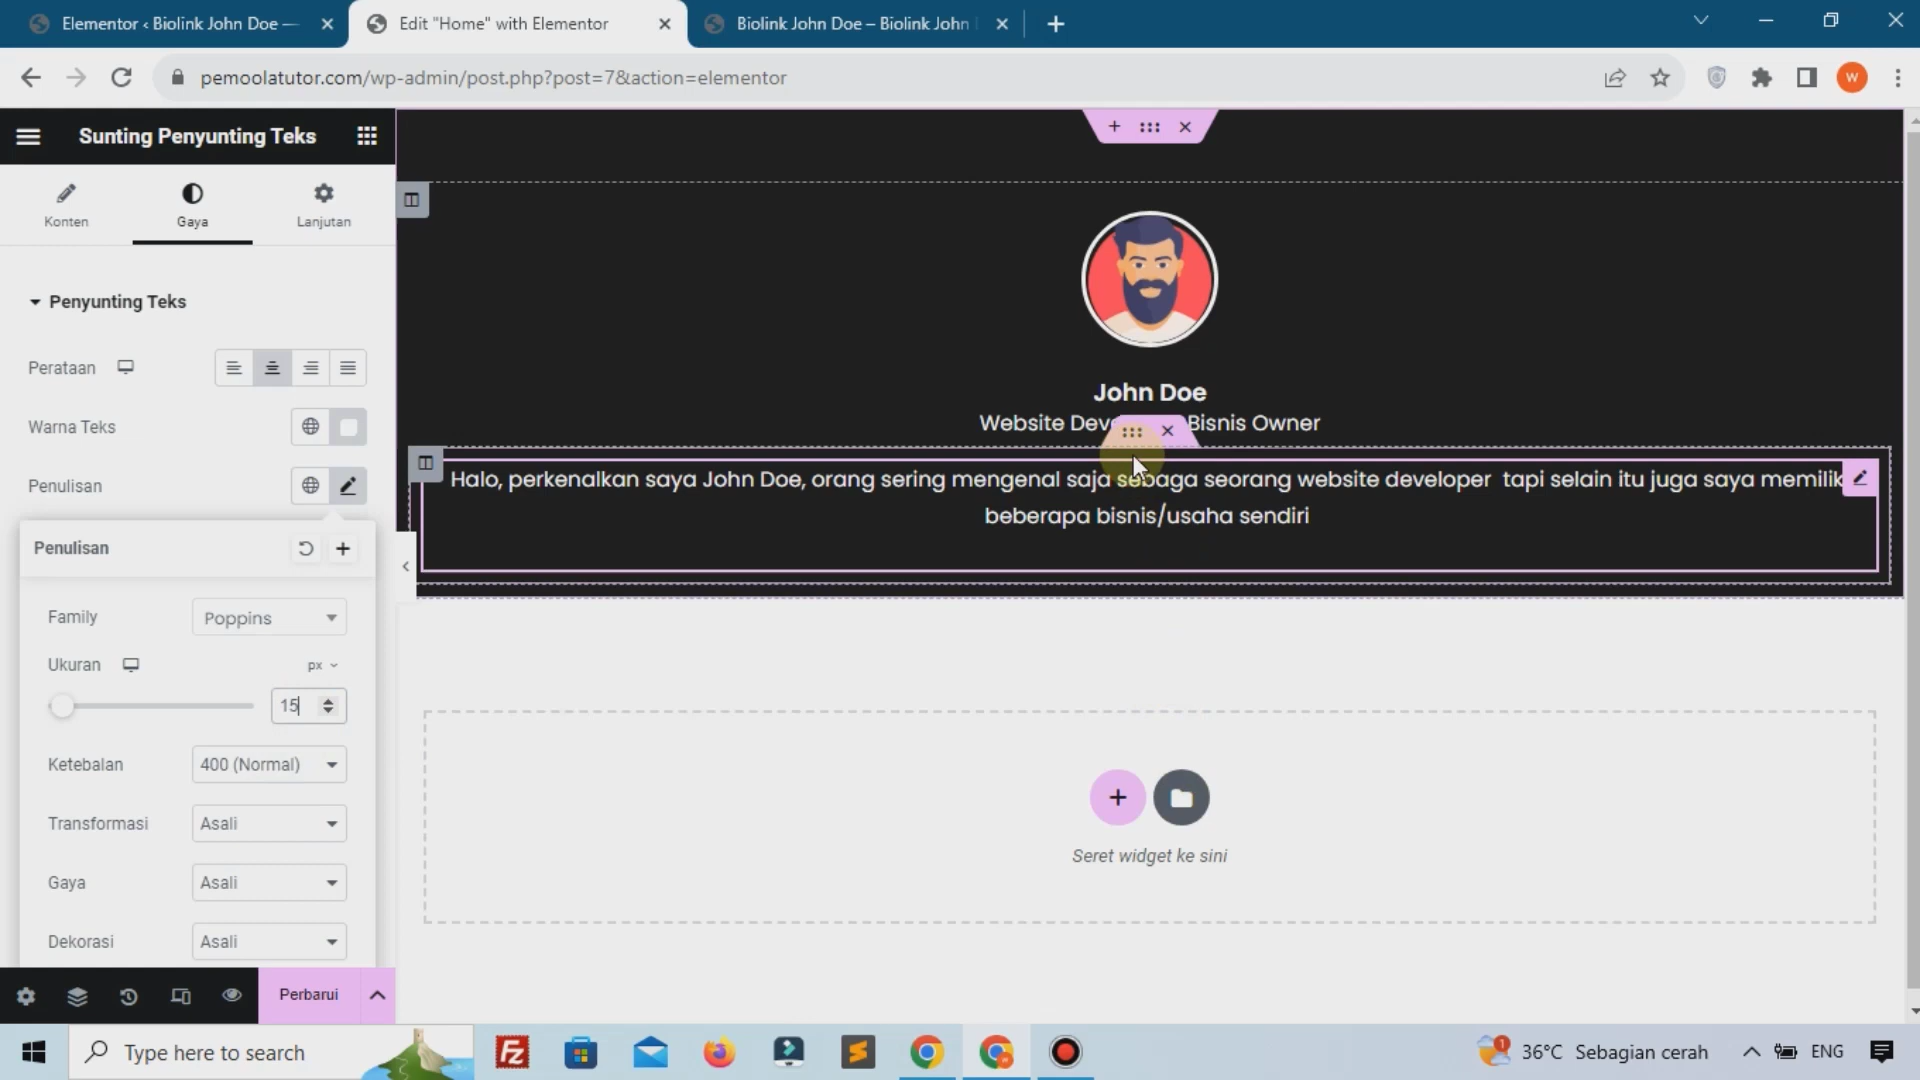 Elementor ‹ Biolink John Doe —
Edit "Home" with Elementor
Biolink John Doe – Biolink John
pemoolatutor.com/wp-admin/post.php?post=7&action=elementor
W
Sunting Penyunting Teks
Konten
Gaya
Lanjutan
Penyunting Teks
Perataan
Warna Teks
Penulisan
Penulisan
Family
Poppins
Ukuran
px
15
Ketebalan
400 (Normal)
Transformasi
Asali
Gaya
Asali
Dekorasi
Asali
Perbarui
John Doe
Website Bisnis Owner
Halo, perkenalkan saya John Doe, orang sering mengenal saja sebaga seorang website developer tapi selain itu juga saya memilik
beberapa bisnis/usaha sendiri
Seret widget ke sini
Type here to search
Fz
1
36°C Sebagian cerah
ENG